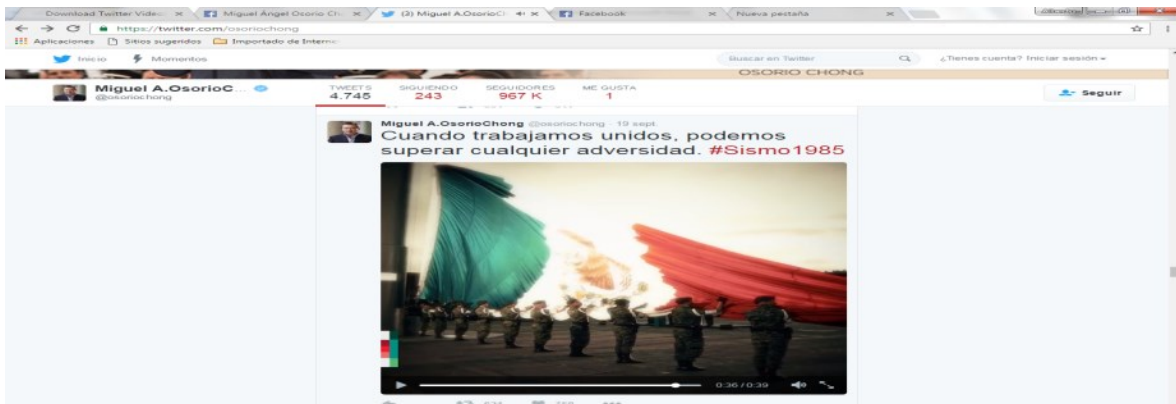 Download Twitter Video
Miguel Ángel Osorio Ch
(2) Miguel A.OsorioC
Facebook
Nueva pestaña
https://twitter.com/osoriochong
Aplicaciones
Sitios sugeridos
Importado de Interne
Inicio
Momentos
Buscar en Twitter
¿Tienes cuenta? Iniciar sesión
OSORIO CHONG
Miguel A.OsorioC...
@osoriochong
TWEETS
4.745
SIGUIENDO
243
SEGUIDORES
967 K
ME GUSTA
1
Seguir
Miguel A.OsorioChong @osoriochong · 19 sept.
Cuando trabajamos unidos, podemos
superar cualquier adversidad. #Sismo1985
0:36/0:39